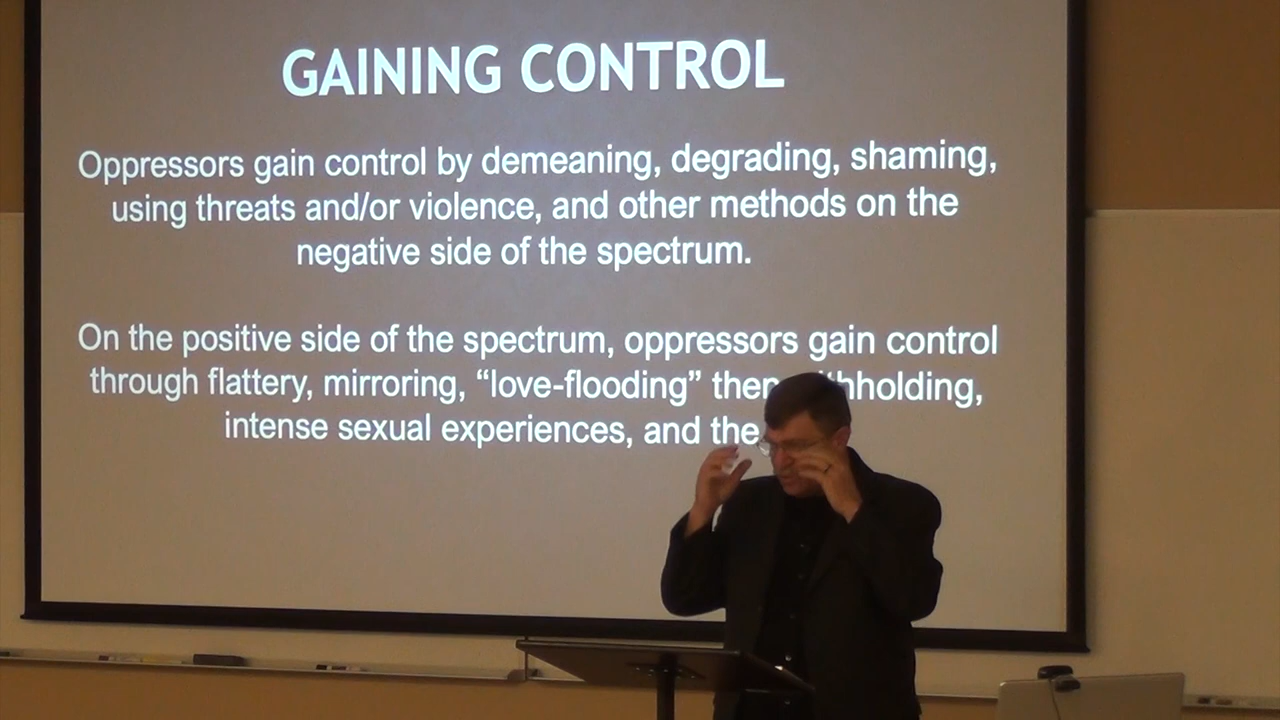 GAINING CONTROL
Oppressors gain control by demeaning, degrading, shaming,
using threats and/or violence, and other methods on the
negative side of the spectrum.
On the positive side of the spectrum, oppressors gain control
through flattery, mirroring, “love-flooding” then withholding,
intense sexual experiences, and the